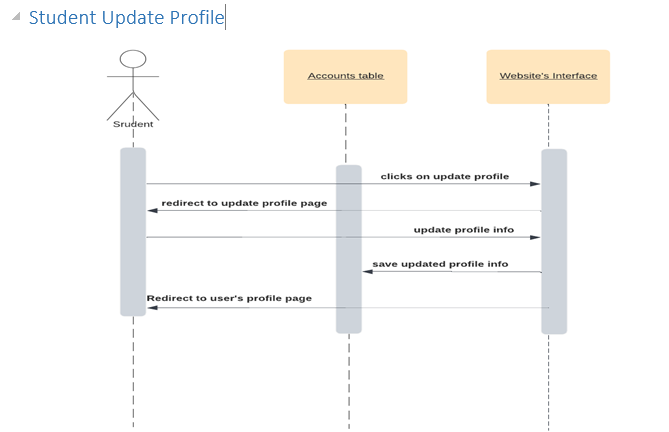 Student Update Profile
Accounts table
Website's Interface
Srudent
clicks on update profile
redirect to update profile page
update profile info
save updated profile info
Redirect to user's profile page